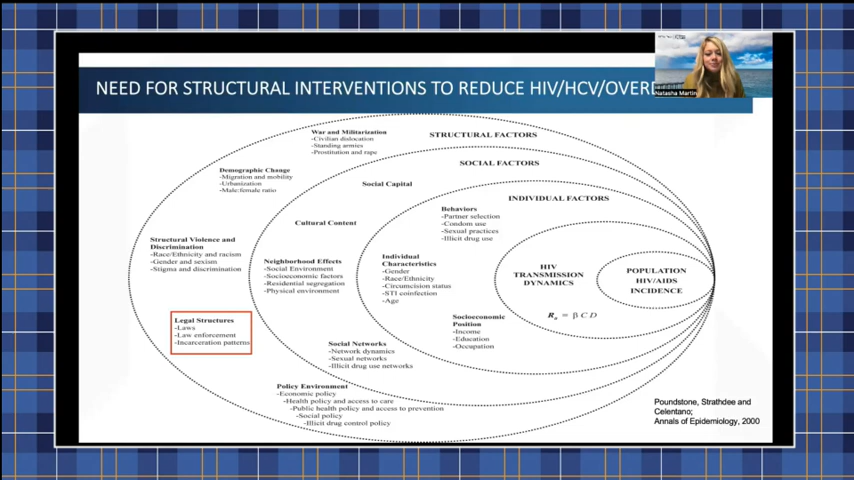 NEED FOR STRUCTURAL INTERVENTIONS TO REDUCE HIV/HCV/OVER
Natasha Martin
War and Militarization
-Civilian dislocation
-Standing armies
-Prostitution and rape
STRUCTURAL FACTORS
Demographic Change
-Migration and mobility
-Urbanization
-Male:female ratio
SOCIAL FACTORS
Social Capital
Cultural Content
INDIVIDUAL FACTORS
Behaviors
-Partner selection
-Condom use
-Sexual practices
-Illicit drug use
Structural Violence and
Discrimination
-Race/Ethnicity and racism
-Gender and sexism
-Stigma and discrimination
Neighborhood Effects
-Social Environment
-Socioeconomic factors
-Residential segregation
-Physical environment
Individual
Characteristics
-Gender
-Race/Ethnicity
-Circumcision status
-STI coinfection
-Age
HIV
TRANSMISSION
DYNAMICS
Ro = β C D
POPULATION
HIV/AIDS
INCIDENCE
Legal Structures
-Laws
-Law enforcement
-Incarceration patterns
Socioeconomic
Position
-Income
-Education
-Occupation
Social Networks
-Network dynamics
-Sexual networks
-Illicit drug use networks
Policy Environment
-Economic policy
-Health policy and access to care
-Public health policy and access to prevention
-Social policy
-Illicit drug control policy
Poundstone, Strathdee and
Celentano;
Annals of Epidemiology, 2000